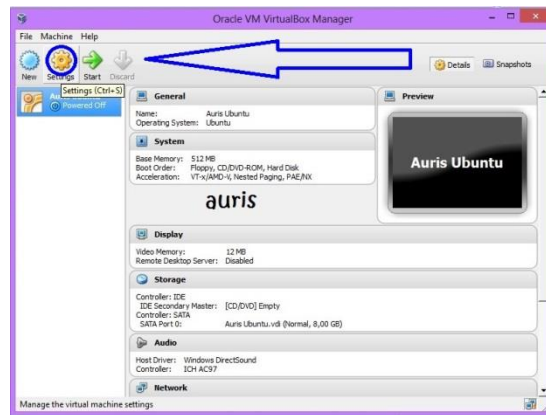 Oracle VM VirtualBox Manager
File Machine Help
New Settings Start Discard
Details Snapshots
Settings (Ctrl+S)
Powered Off
General
Name: Auris Ubuntu
Operating System: Ubuntu
System
Base Memory: 512 MB
Boot Order: Floppy, CD/DVD-ROM, Hard Disk
Acceleration: VT-x/AMD-V, Nested Paging, PAE/NX
Preview
Auris Ubuntu
auris
Display
Video Memory: 12 MB
Remote Desktop Server: Disabled
Storage
Controller: IDE
IDE Secondary Master: [CD/DVD] Empty
Controller: SATA
SATA Port 0: Auris Ubuntu.vdi (Normal, 8,00 GB)
Audio
Host Driver: Windows DirectSound
Controller: ICH AC97
Network
Manage the virtual machine settings